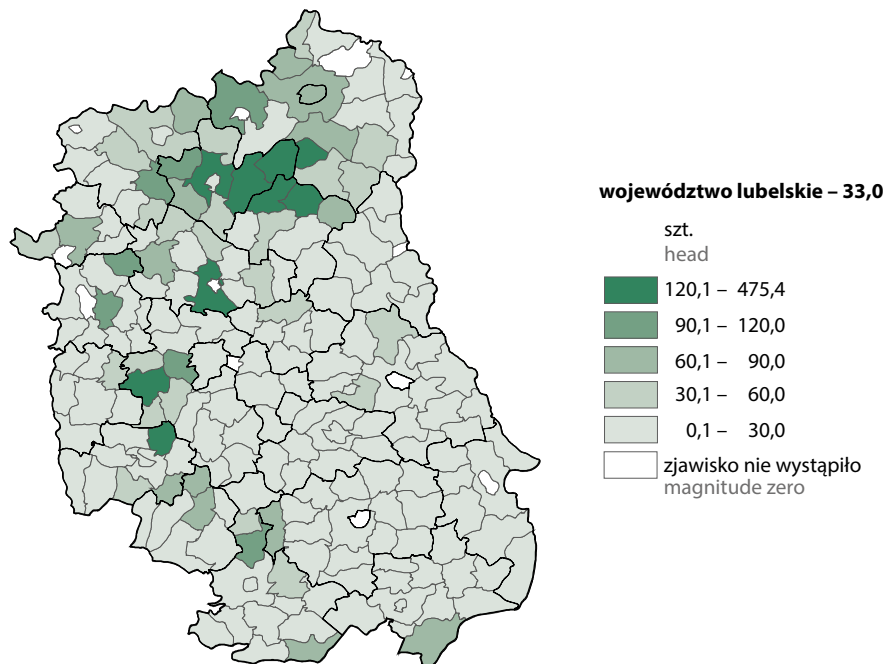 województwo lubelskie – 33,0
szt.
head
120,1 – 475,4
90,1 – 120,0
60,1 – 90,0
30,1 – 60,0
0,1 – 30,0
zjawisko nie wystąpiło
magnitude zero